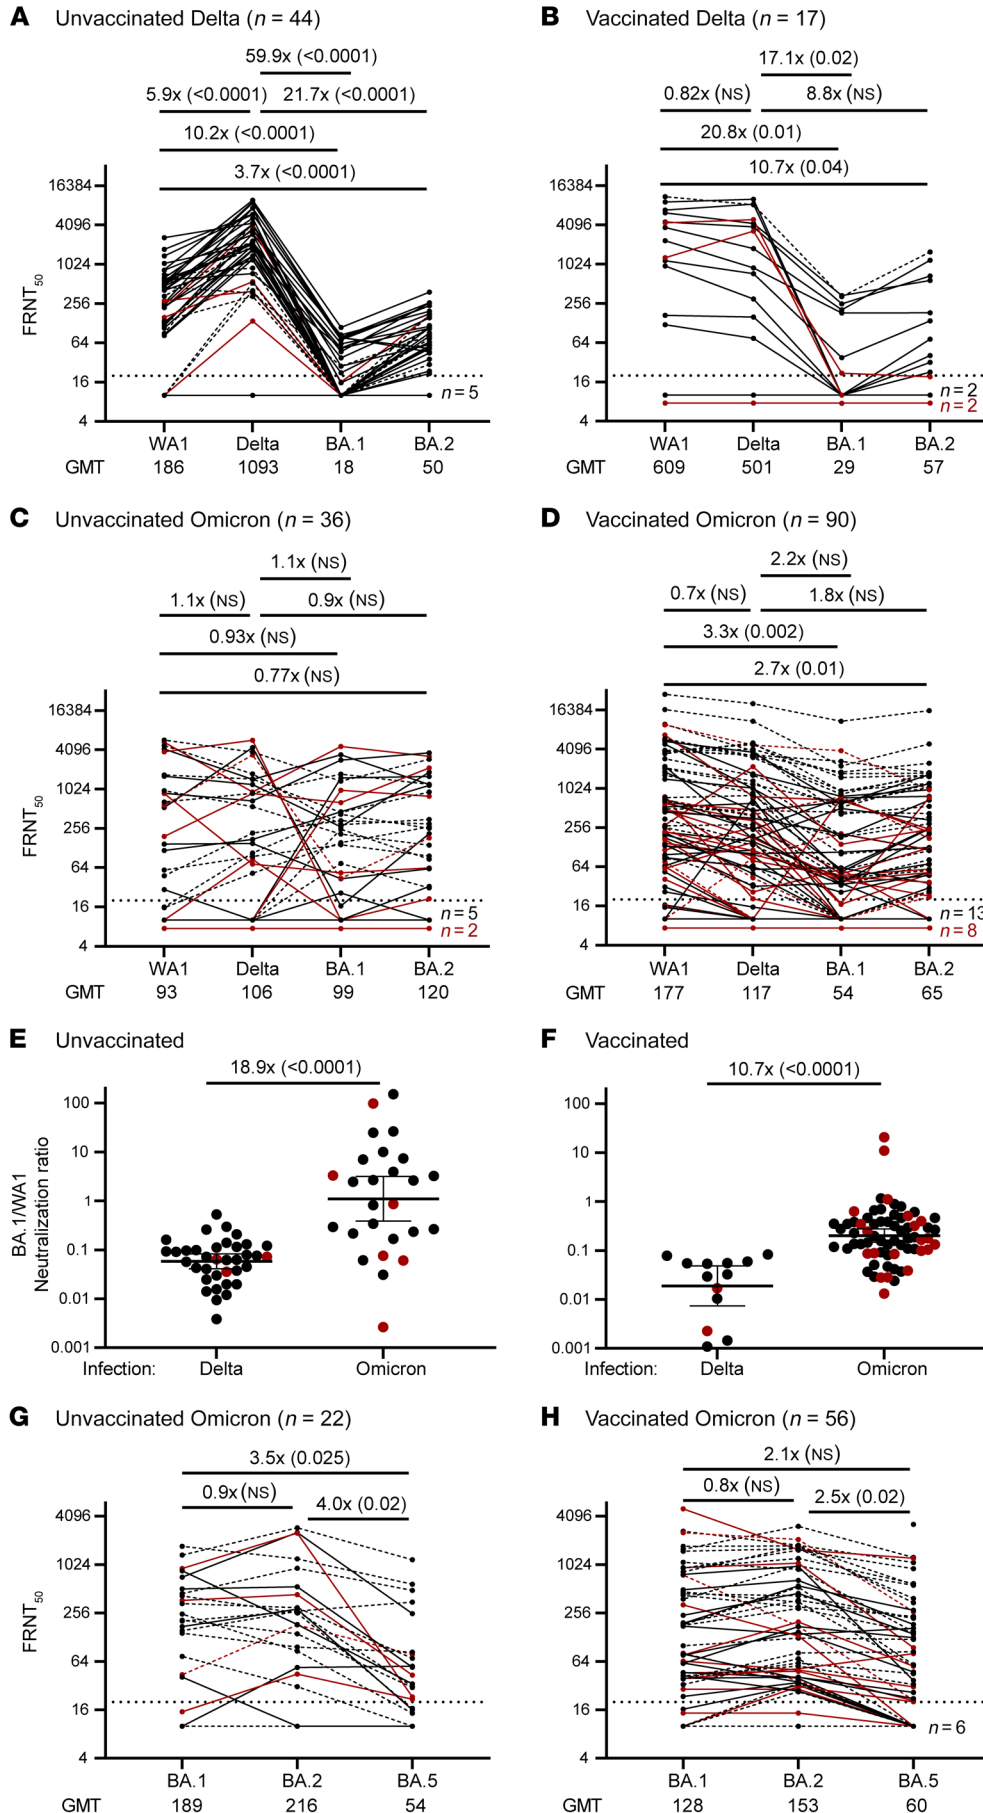 A Unvaccinated Delta (n = 44)
59.9x (<0.0001)
5.9x (<0.0001) 21.7x (<0.0001)
10.2x (<0.0001)
3.7x (<0.0001)
16384
4096
1024
256
64
16
4
FRNT50
n = 5
WA1 Delta BA.1 BA.2
GMT 186 1093 18 50
B Vaccinated Delta (n = 17)
17.1x (0.02)
0.82x (NS) 8.8x (NS)
20.8x (0.01)
10.7x (0.04)
16384
4096
1024
256
64
16
4
n = 2
n = 2
WA1 Delta BA.1 BA.2
GMT 609 501 29 57
C Unvaccinated Omicron (n = 36)
1.1x (NS)
1.1x (NS) 0.9x (NS)
0.93x (NS)
0.77x (NS)
16384
4096
1024
256
64
16
4
FRNT50
n = 5
n = 2
WA1 Delta BA.1 BA.2
GMT 93 106 99 120
D Vaccinated Omicron (n = 90)
2.2x (NS)
0.7x (NS) 1.8x (NS)
3.3x (0.002)
2.7x (0.01)
16384
4096
1024
256
64
16
4
n = 13
n = 8
WA1 Delta BA.1 BA.2
GMT 177 117 54 65
E Unvaccinated
18.9x (<0.0001)
100
10
1
0.1
0.01
0.001
BA.1/WA1
Neutralization ratio
Infection: Delta Omicron
F Vaccinated
10.7x (<0.0001)
100
10
1
0.1
0.01
0.001
Infection: Delta Omicron
G Unvaccinated Omicron (n = 22)
3.5x (0.025)
0.9x (NS) 4.0x (0.02)
4096
1024
256
64
16
4
FRNT50
BA.1 BA.2 BA.5
GMT 189 216 54
H Vaccinated Omicron (n = 56)
2.1x (NS)
0.8x (NS) 2.5x (0.02)
4096
1024
256
64
16
4
n = 6
BA.1 BA.2 BA.5
GMT 128 153 60